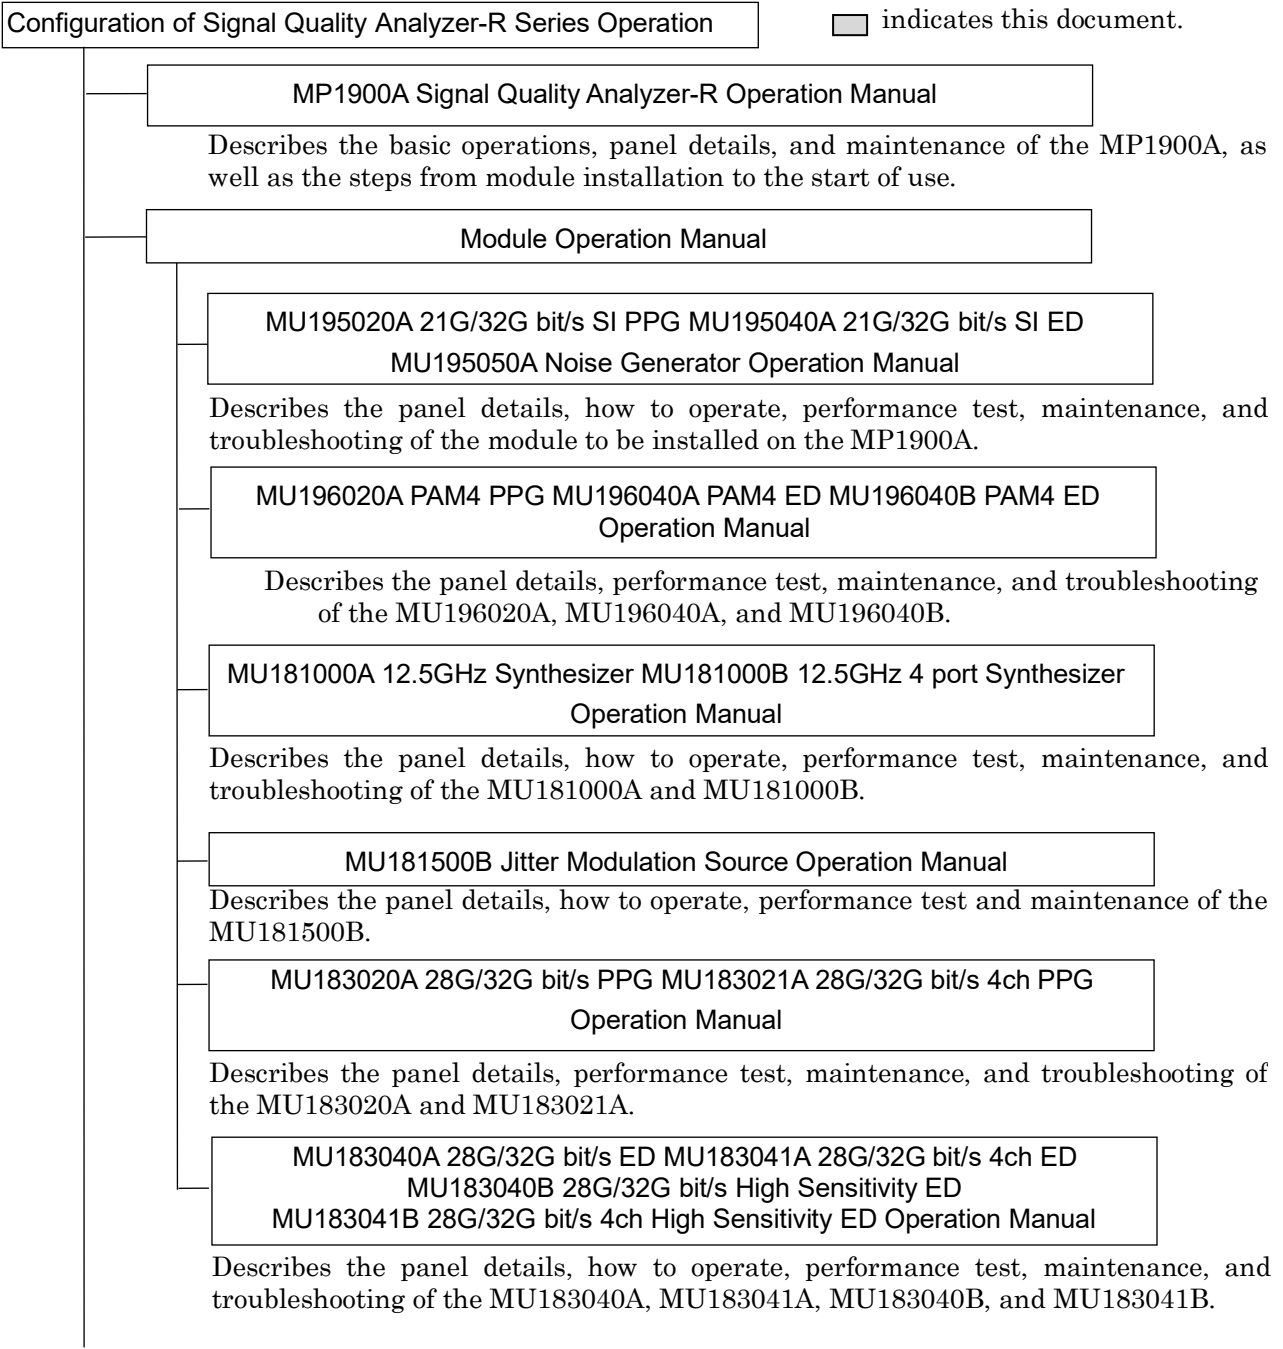 Configuration of Signal Quality Analyzer-R Series Operation
indicates this document.
MP1900A Signal Quality Analyzer-R Operation Manual
Describes the basic operations, panel details, and maintenance of the MP1900A, as
well as the steps from module installation to the start of use.
Module Operation Manual
MU195020A 21G/32G bit/s SI PPG MU195040A 21G/32G bit/s SI ED
MU195050A Noise Generator Operation Manual
Describes the panel details, how to operate, performance test, maintenance, and
troubleshooting of the module to be installed on the MP1900A.
MU196020A PAM4 PPG MU196040A PAM4 ED MU196040B PAM4 ED
Operation Manual
Describes the panel details, performance test, maintenance, and troubleshooting
of the MU196020A, MU196040A, and MU196040B.
MU181000A 12.5GHz Synthesizer MU181000B 12.5GHz 4 port Synthesizer
Operation Manual
Describes the panel details, how to operate, performance test, maintenance, and
troubleshooting of the MU181000A and MU181000B.
MU181500B Jitter Modulation Source Operation Manual
Describes the panel details, how to operate, performance test and maintenance of the
MU181500B.
MU183020A 28G/32G bit/s PPG MU183021A 28G/32G bit/s 4ch PPG
Operation Manual
Describes the panel details, performance test, maintenance, and troubleshooting of
the MU183020A and MU183021A.
MU183040A 28G/32G bit/s ED MU183041A 28G/32G bit/s 4ch ED
MU183040B 28G/32G bit/s High Sensitivity ED
MU183041B 28G/32G bit/s 4ch High Sensitivity ED Operation Manual
Describes the panel details, how to operate, performance test, maintenance, and
troubleshooting of the MU183040A, MU183041A, MU183040B, and MU183041B.